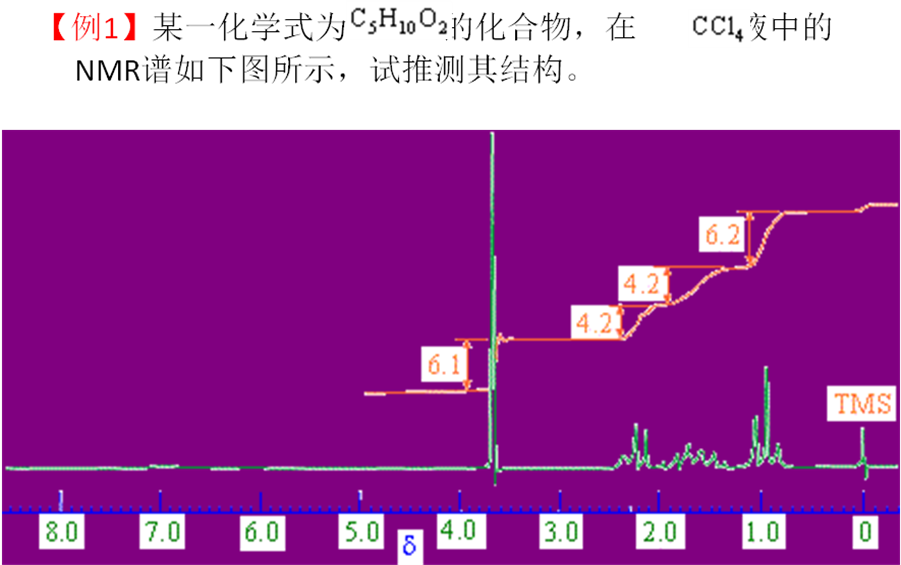 【例1】某一化学式为C₅H₁₀O₂的化合物，在 CCl₄液中的
NMR谱如下图所示，试推测其结构。
6.2
4.2
4.2
6.1
TMS
8.0 7.0 6.0 5.0 δ 4.0 3.0 2.0 1.0 0